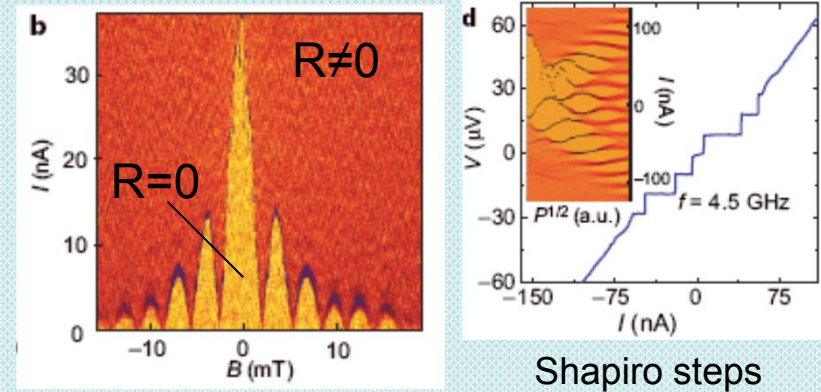 b
R≠0
R=0
30
20
10
0
I (nA)
−10
0
10
B (mT)
d
60
30
0
−30
−60
V (µV)
100
0
−100
I (nA)
P1/2 (a.u.)
f = 4.5 GHz
−150
−75
0
75
I (nA)
Shapiro steps